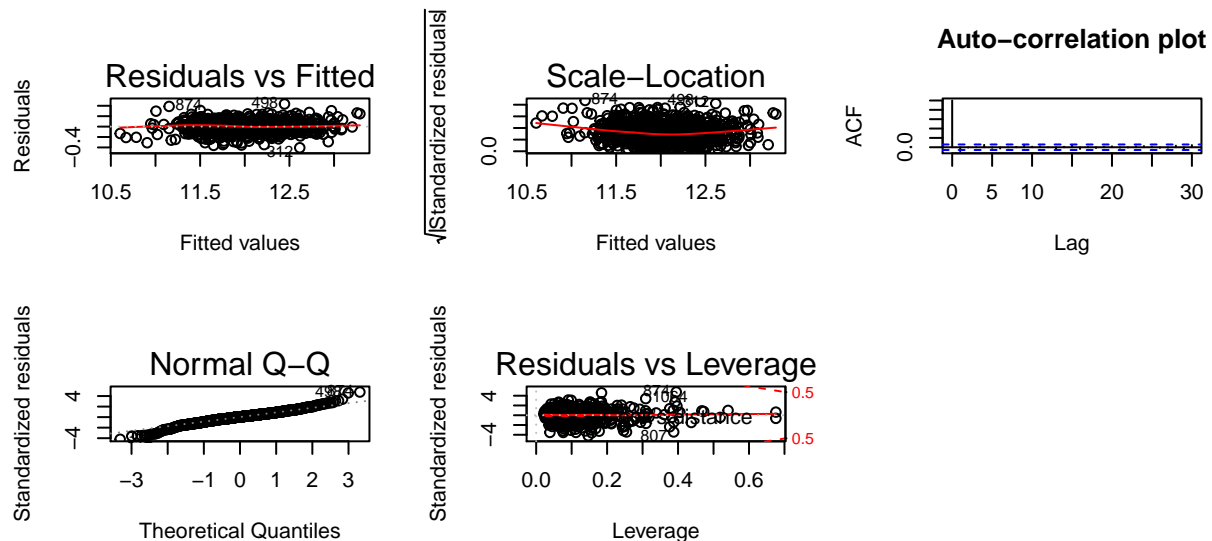 Residuals vs Fitted
Residuals
−0.4
874
498
312
10.5 11.5 12.5
Fitted values
Scale−Location
√|Standardized residuals|
0.0
874
10.5 11.5 12.5
Fitted values
Auto−correlation plot
ACF
0.0
0 5 10 20 30
Lag
Normal Q−Q
Standardized residuals
−4 4
−3 −1 0 1 2 3
Theoretical Quantiles
Residuals vs Leverage
Standardized residuals
−4 4
874
807
distance
0.5
0.5
0.0 0.2 0.4 0.6
Leverage